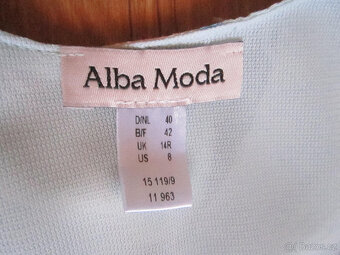 Alba Moda
D/NL 40
B/F 42
UK 14R
US 8
15 119/9
11 963